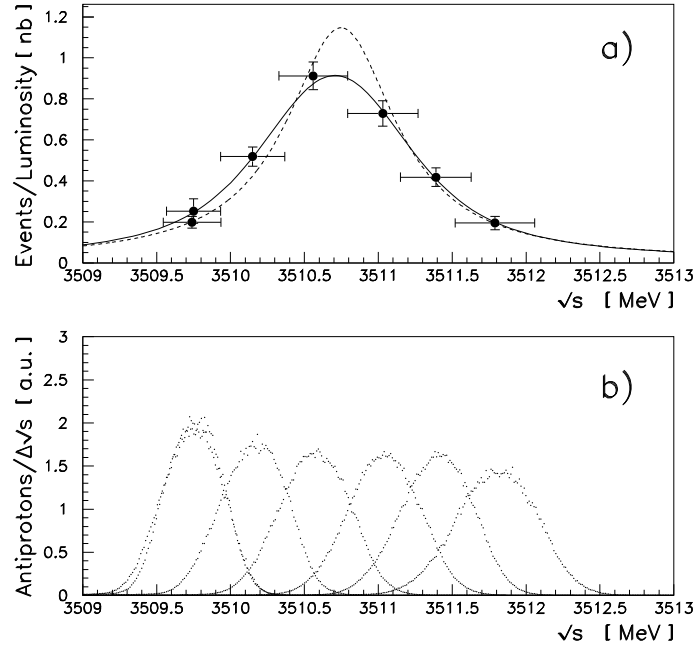 Events/Luminosity [ nb ]
1.2
1
0.8
0.6
0.4
0.2
0
a)
3509 3509.5 3510 3510.5 3511 3511.5 3512 3512.5 3513
√s [ MeV ]
Antiprotons/Δ√s [ a.u. ]
3
2.5
2
1.5
1
0.5
0
b)
3509 3509.5 3510 3510.5 3511 3511.5 3512 3512.5 3513
√s [ MeV ]